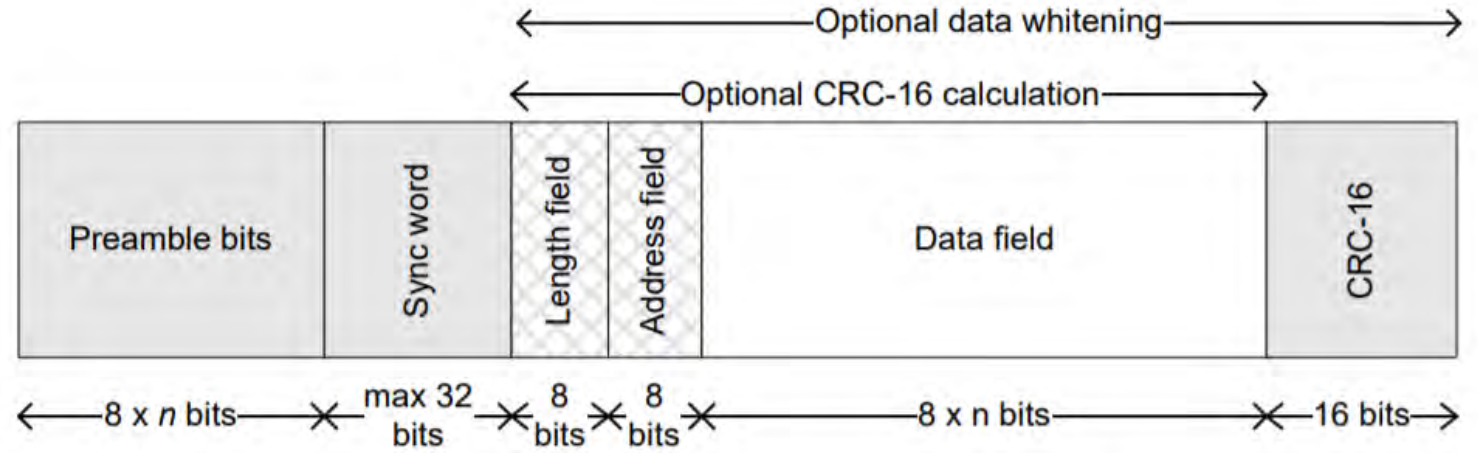 Optional data whitening
Optional CRC-16 calculation
Preamble bits
Sync word
Length field
Address field
Data field
CRC-16
8 x n bits
max 32
bits
8
bits
8
bits
8 x n bits
16 bits